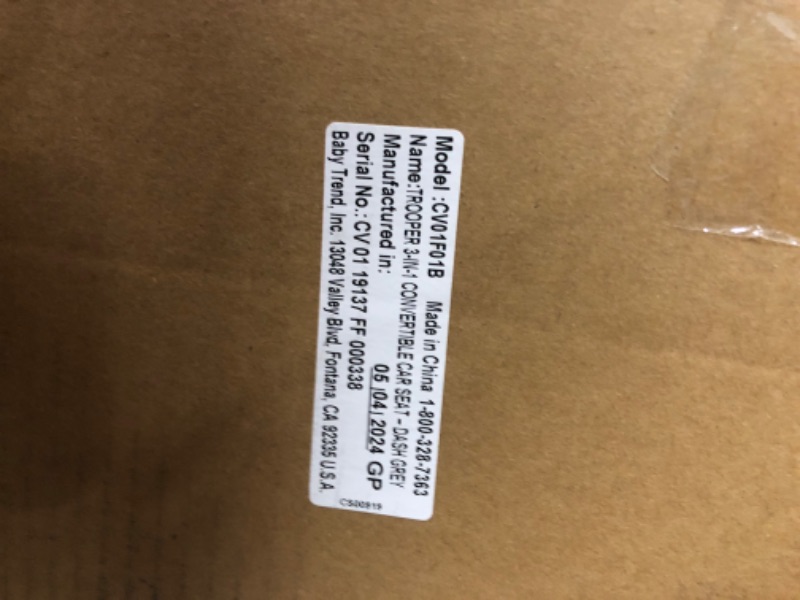 Model :CV01F01B Made in China 1-800-328-7363
Name:TROOPER 3-IN-1 CONVERTIBLE CAR SEAT – DASH GREY
Manufactured in: 05 |04| 2024 GP
Serial No.: CV 01 19137 FF 000338
Baby Trend, Inc. 13048 Valley Blvd, Fontana, CA 92335 U.S.A.